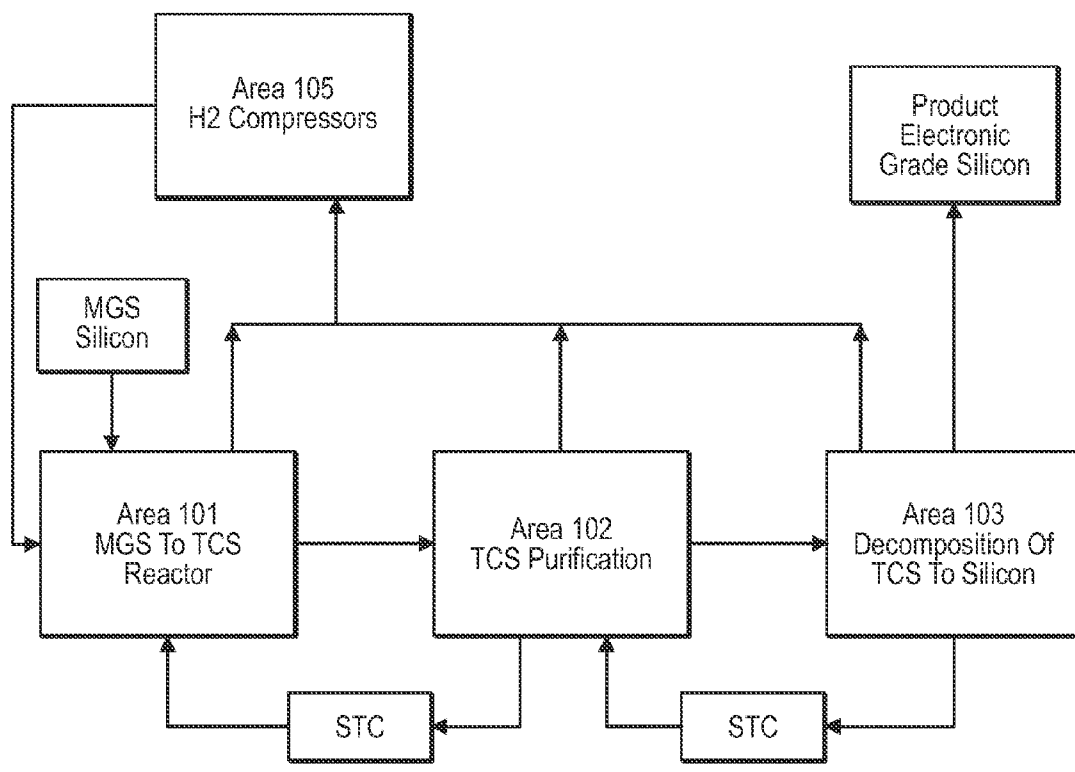 Area 105
H2 Compressors
Product
Electronic
Grade Silicon
MGS
Silicon
Area 101
MGS To TCS
Reactor
Area 102
TCS Purification
Area 103
Decomposition Of
TCS To Silicon
STC
STC